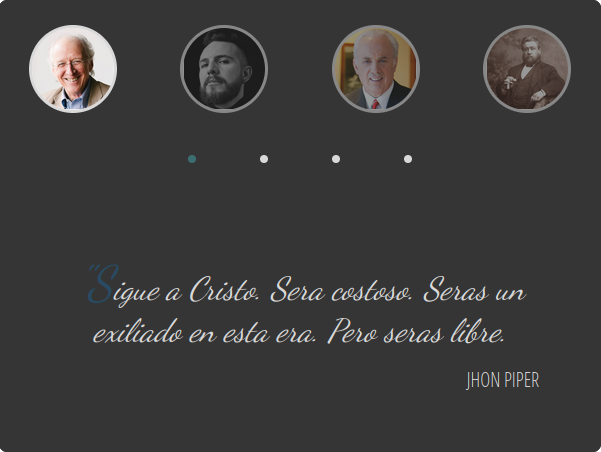 "Sigue a Cristo. Sera costoso. Seras un
exiliado en esta era. Pero seras libre.
JHON PIPER